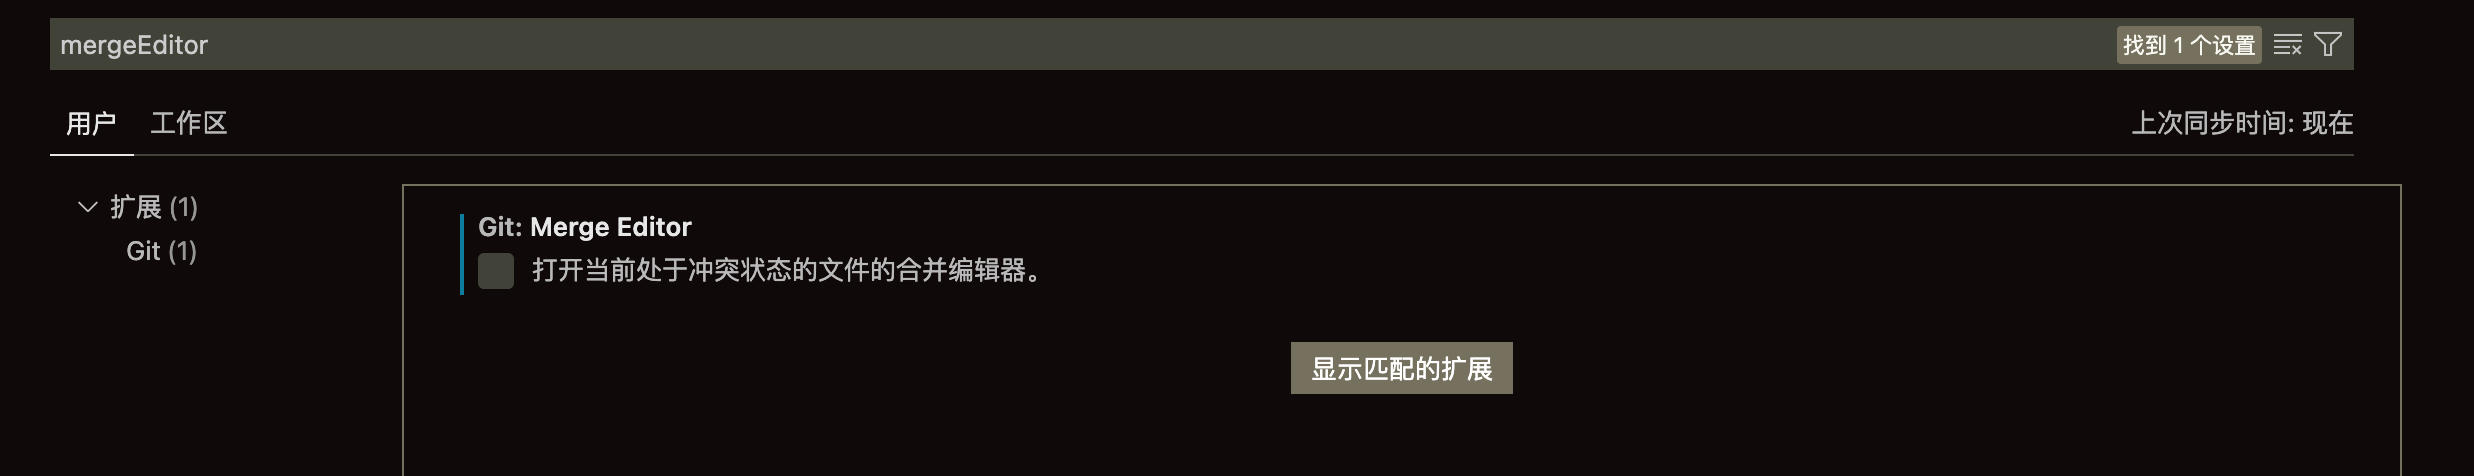 mergeEditor
找到 1 个设置
用户
工作区
上次同步时间: 现在
扩展 (1)
Git (1)
Git: Merge Editor
打开当前处于冲突状态的文件的合并编辑器。
显示匹配的扩展